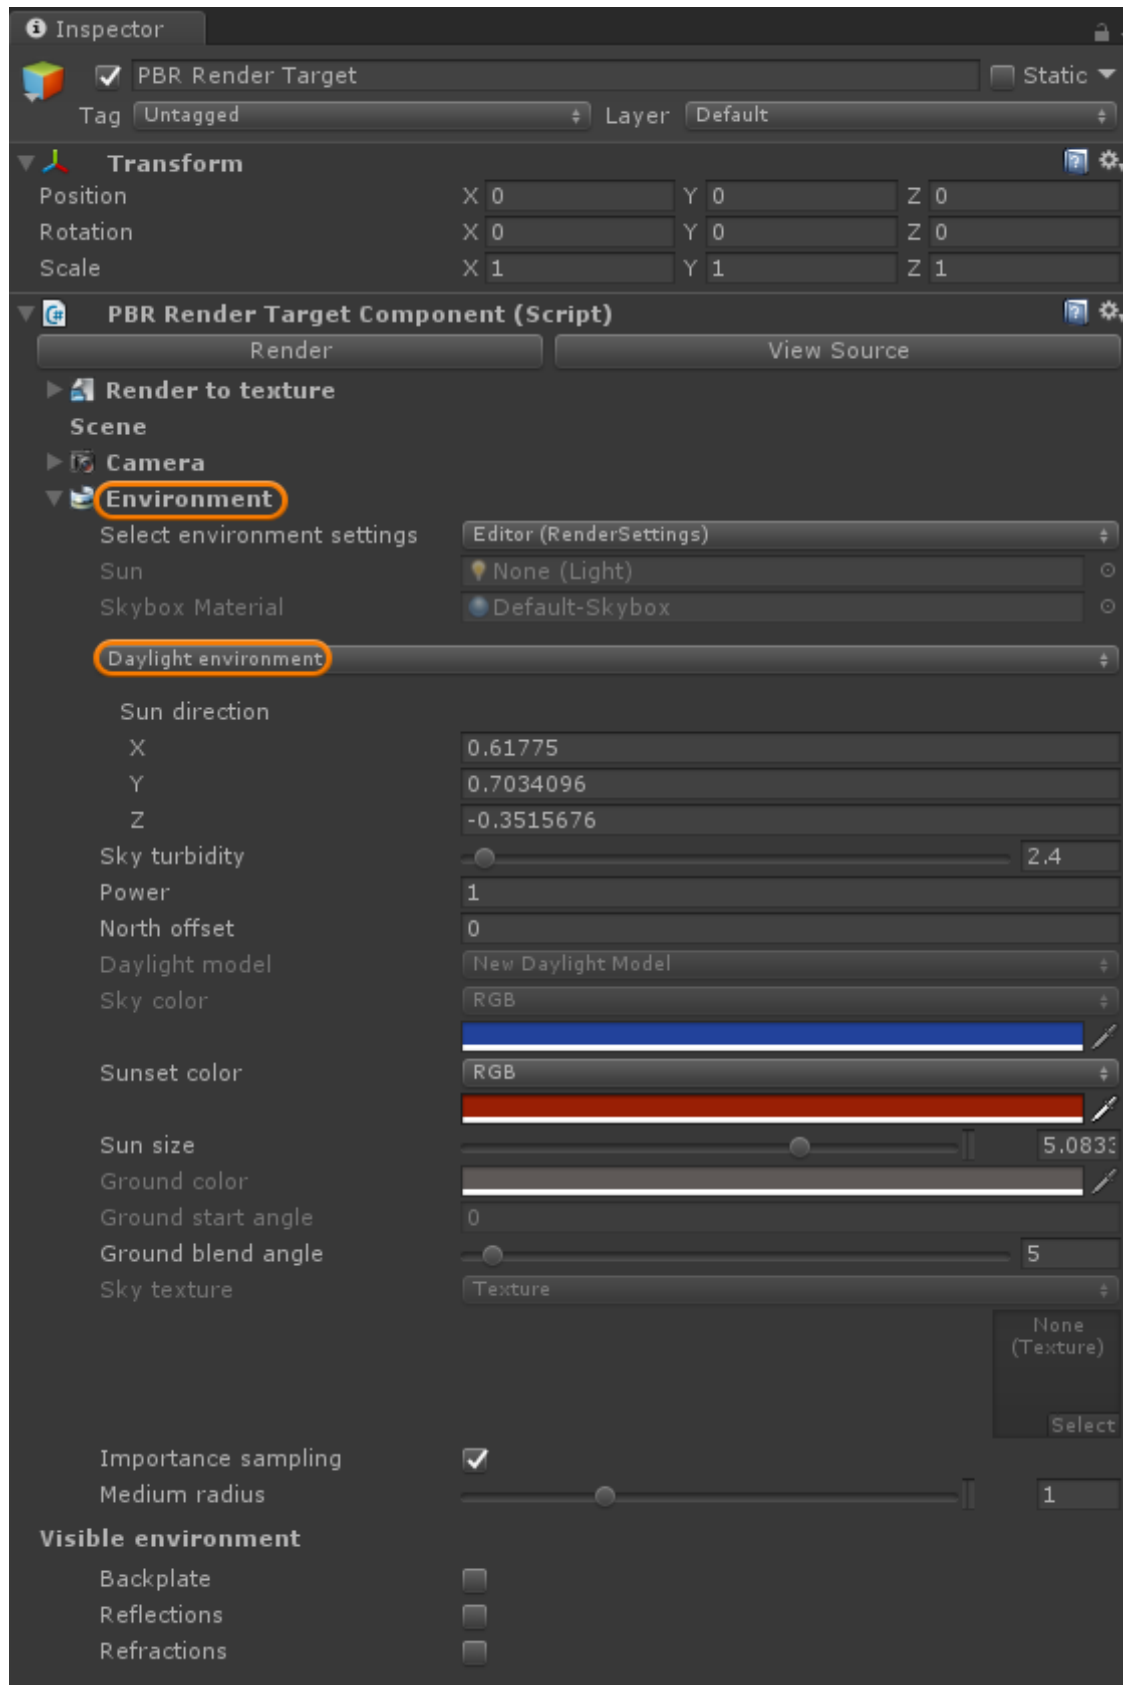 Inspector
PBR Render Target Static
Tag Untagged Layer Default
Transform
Position X 0 Y 0 Z 0
Rotation X 0 Y 0 Z 0
Scale X 1 Y 1 Z 1
PBR Render Target Component (Script)
Render View Source
Render to texture
Scene
Camera
Environment
Select environment settings Editor (RenderSettings)
Sun None (Light)
Skybox Material Default-Skybox
Daylight environment
Sun direction
X 0.61775
Y 0.7034096
Z -0.3515676
Sky turbidity 2.4
Power 1
North offset 0
Daylight model New Daylight Model
Sky color RGB
Sunset color RGB
Sun size 5.0833
Ground color
Ground start angle 0
Ground blend angle 5
Sky texture Texture
None
(Texture)
Select
Importance sampling
Medium radius 1
Visible environment
Backplate
Reflections
Refractions